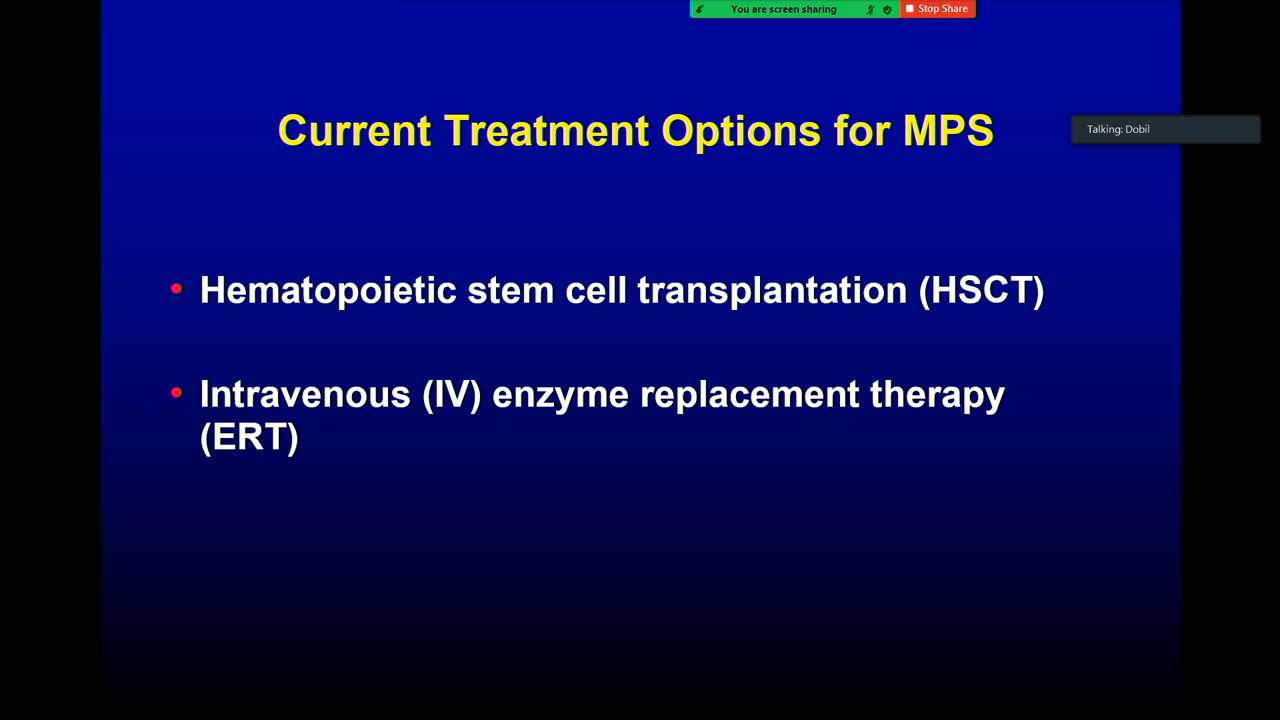 You are screen sharing
Stop Share
Current Treatment Options for MPS
Talking: Dobil
• Hematopoietic stem cell transplantation (HSCT)
• Intravenous (IV) enzyme replacement therapy
(ERT)